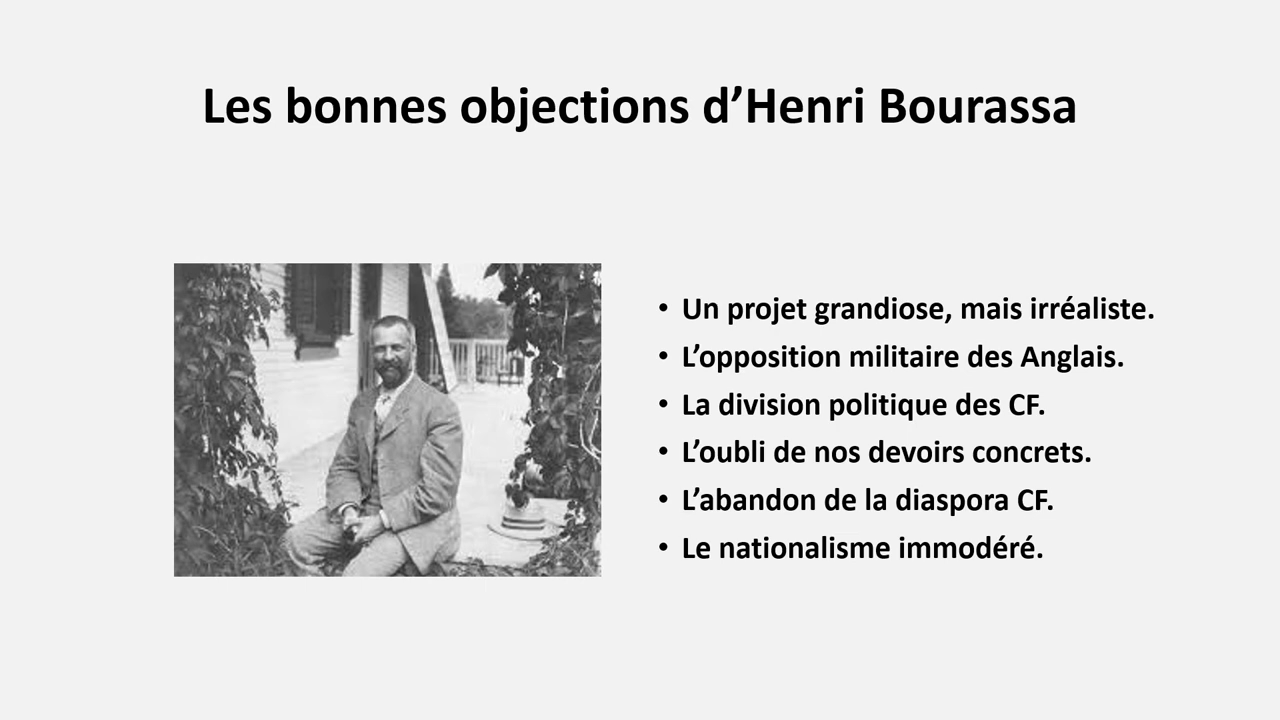 Les bonnes objections d’Henri Bourassa
• Un projet grandiose, mais irréaliste.
• L’opposition militaire des Anglais.
• La division politique des CF.
• L’oubli de nos devoirs concrets.
• L’abandon de la diaspora CF.
• Le nationalisme immodéré.